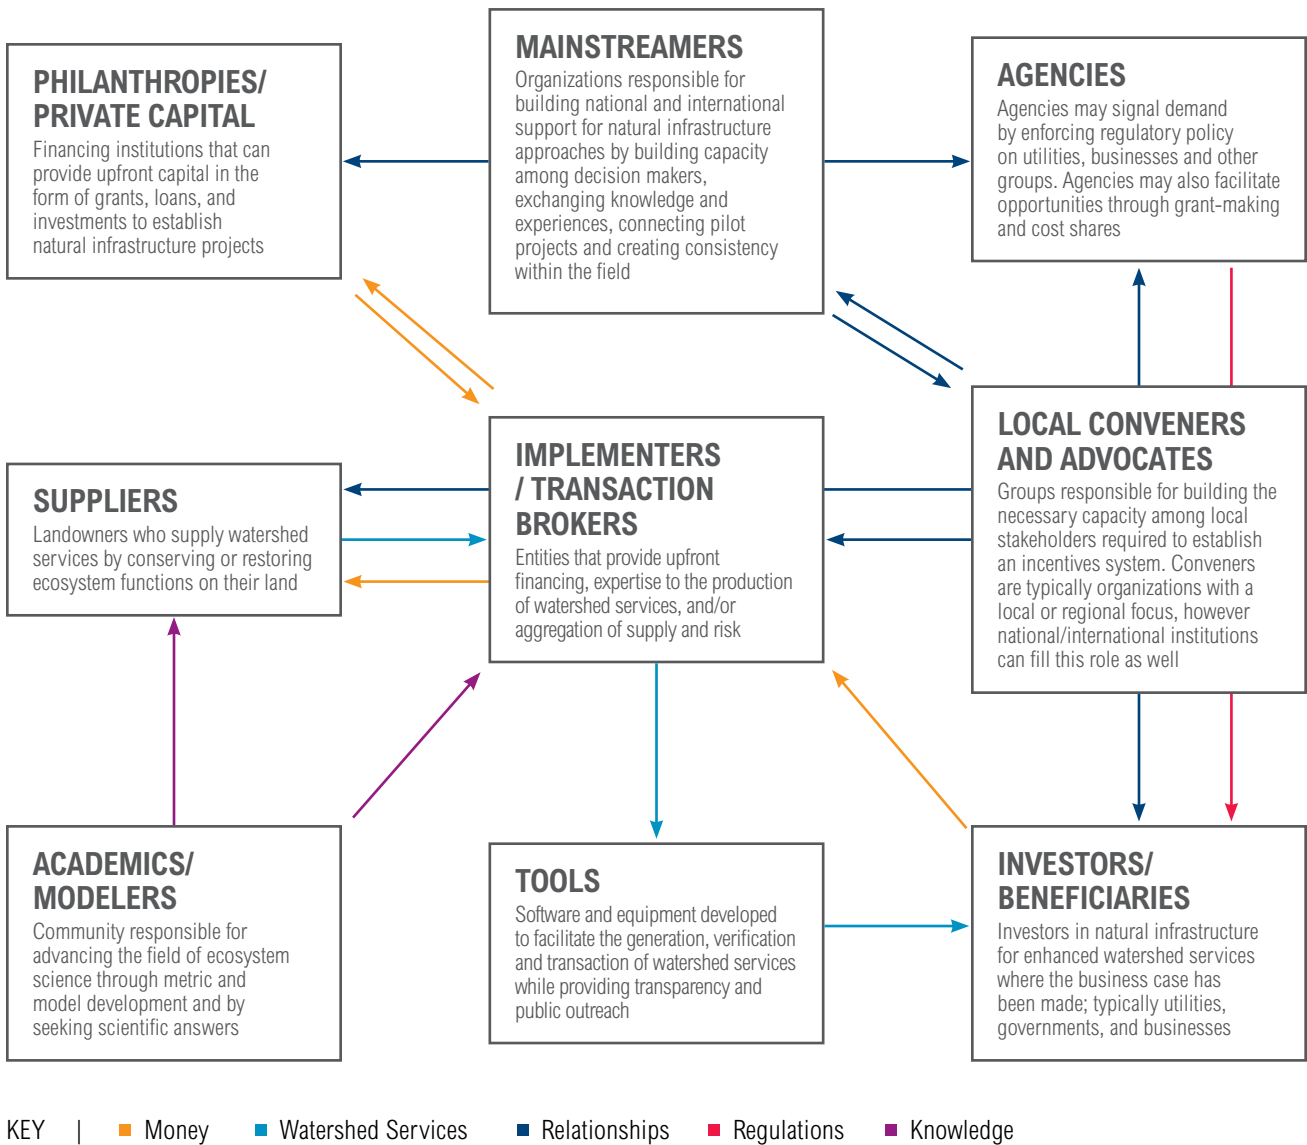 PHILANTHROPIES/
PRIVATE CAPITAL
Financing institutions that can
provide upfront capital in the
form of grants, loans, and
investments to establish
natural infrastructure projects
MAINSTREAMERS
Organizations responsible for
building national and international
support for natural infrastructure
approaches by building capacity
among decision makers,
exchanging knowledge and
experiences, connecting pilot
projects and creating consistency
within the field
AGENCIES
Agencies may signal demand
by enforcing regulatory policy
on utilities, businesses and other
groups. Agencies may also facilitate
opportunities through grant-making
and cost shares
SUPPLIERS
Landowners who supply watershed
services by conserving or restoring
ecosystem functions on their land
IMPLEMENTERS
/ TRANSACTION
BROKERS
Entities that provide upfront
financing, expertise to the production
of watershed services, and/or
aggregation of supply and risk
LOCAL CONVENERS
AND ADVOCATES
Groups responsible for building the
necessary capacity among local
stakeholders required to establish
an incentives system. Conveners
are typically organizations with a
local or regional focus, however
national/international institutions
can fill this role as well
ACADEMICS/
MODELERS
Community responsible for
advancing the field of ecosystem
science through metric and
model development and by
seeking scientific answers
TOOLS
Software and equipment developed
to facilitate the generation, verification
and transaction of watershed services
while providing transparency and
public outreach
INVESTORS/
BENEFICIARIES
Investors in natural infrastructure
for enhanced watershed services
where the business case has
been made; typically utilities,
governments, and businesses
KEY | Money Watershed Services Relationships Regulations Knowledge